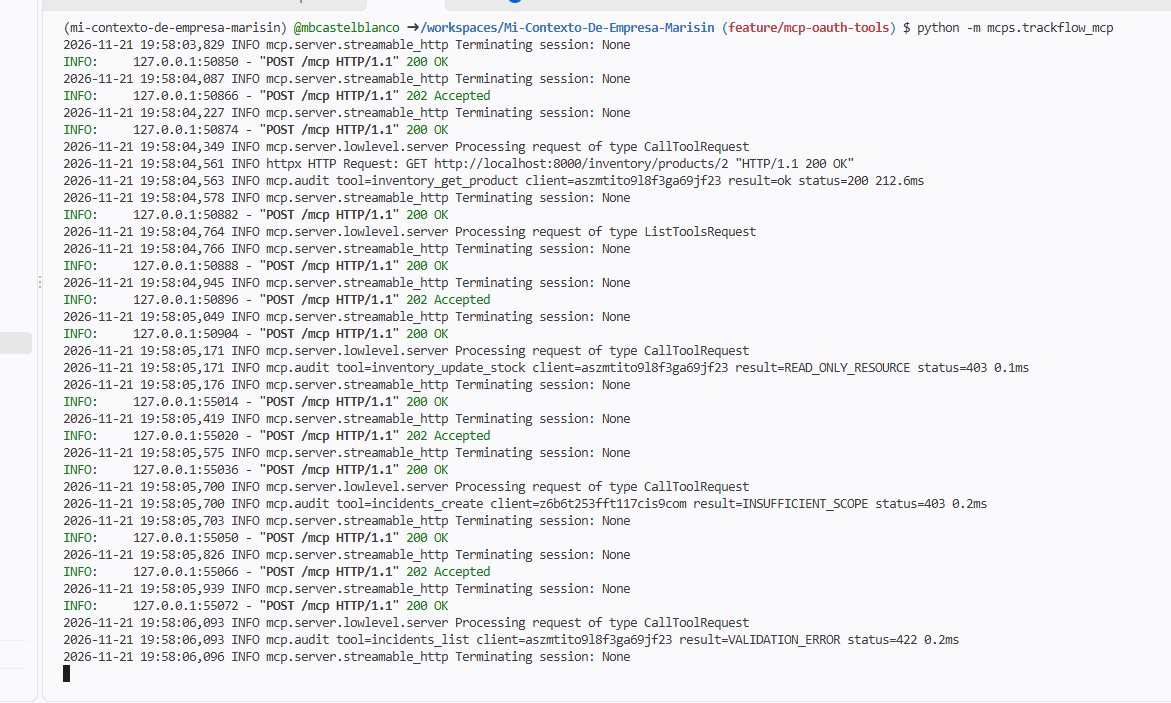 (mi-contexto-de-empresa-marisin) @mbcastelblanco ➜/workspaces/Mi-Contexto-De-Empresa-Marisin (feature/mcp-oauth-tools) $ python -m mcps.trackflow_mcp
2026-11-21 19:58:03,829 INFO mcp.server.streamable_http Terminating session: None
INFO:     127.0.0.1:50850 - "POST /mcp HTTP/1.1" 200 OK
2026-11-21 19:58:04,087 INFO mcp.server.streamable_http Terminating session: None
INFO:     127.0.0.1:50866 - "POST /mcp HTTP/1.1" 202 Accepted
2026-11-21 19:58:04,227 INFO mcp.server.streamable_http Terminating session: None
INFO:     127.0.0.1:50874 - "POST /mcp HTTP/1.1" 200 OK
2026-11-21 19:58:04,349 INFO mcp.server.lowlevel.server Processing request of type CallToolRequest
2026-11-21 19:58:04,561 INFO httpx HTTP Request: GET http://localhost:8000/inventory/products/2 "HTTP/1.1 200 OK"
2026-11-21 19:58:04,563 INFO mcp.audit tool=inventory_get_product client=aszmtito9l8f3ga69jf23 result=ok status=200 212.6ms
2026-11-21 19:58:04,578 INFO mcp.server.streamable_http Terminating session: None
INFO:     127.0.0.1:50882 - "POST /mcp HTTP/1.1" 200 OK
2026-11-21 19:58:04,764 INFO mcp.server.lowlevel.server Processing request of type ListToolsRequest
2026-11-21 19:58:04,766 INFO mcp.server.streamable_http Terminating session: None
INFO:     127.0.0.1:50888 - "POST /mcp HTTP/1.1" 200 OK
2026-11-21 19:58:04,945 INFO mcp.server.streamable_http Terminating session: None
INFO:     127.0.0.1:50896 - "POST /mcp HTTP/1.1" 202 Accepted
2026-11-21 19:58:05,049 INFO mcp.server.streamable_http Terminating session: None
INFO:     127.0.0.1:50904 - "POST /mcp HTTP/1.1" 200 OK
2026-11-21 19:58:05,171 INFO mcp.server.lowlevel.server Processing request of type CallToolRequest
2026-11-21 19:58:05,171 INFO mcp.audit tool=inventory_update_stock client=aszmtito9l8f3ga69jf23 result=READ_ONLY_RESOURCE status=403 0.1ms
2026-11-21 19:58:05,176 INFO mcp.server.streamable_http Terminating session: None
INFO:     127.0.0.1:55014 - "POST /mcp HTTP/1.1" 200 OK
2026-11-21 19:58:05,419 INFO mcp.server.streamable_http Terminating session: None
INFO:     127.0.0.1:55020 - "POST /mcp HTTP/1.1" 202 Accepted
2026-11-21 19:58:05,575 INFO mcp.server.streamable_http Terminating session: None
INFO:     127.0.0.1:55036 - "POST /mcp HTTP/1.1" 200 OK
2026-11-21 19:58:05,700 INFO mcp.server.lowlevel.server Processing request of type CallToolRequest
2026-11-21 19:58:05,700 INFO mcp.audit tool=incidents_create client=z6b6t253fft117cis9com result=INSUFFICIENT_SCOPE status=403 0.2ms
2026-11-21 19:58:05,703 INFO mcp.server.streamable_http Terminating session: None
INFO:     127.0.0.1:55050 - "POST /mcp HTTP/1.1" 200 OK
2026-11-21 19:58:05,826 INFO mcp.server.streamable_http Terminating session: None
INFO:     127.0.0.1:55066 - "POST /mcp HTTP/1.1" 202 Accepted
2026-11-21 19:58:05,939 INFO mcp.server.streamable_http Terminating session: None
INFO:     127.0.0.1:55072 - "POST /mcp HTTP/1.1" 200 OK
2026-11-21 19:58:06,093 INFO mcp.server.lowlevel.server Processing request of type CallToolRequest
2026-11-21 19:58:06,093 INFO mcp.audit tool=incidents_list client=aszmtito9l8f3ga69jf23 result=VALIDATION_ERROR status=422 0.2ms
2026-11-21 19:58:06,096 INFO mcp.server.streamable_http Terminating session: None